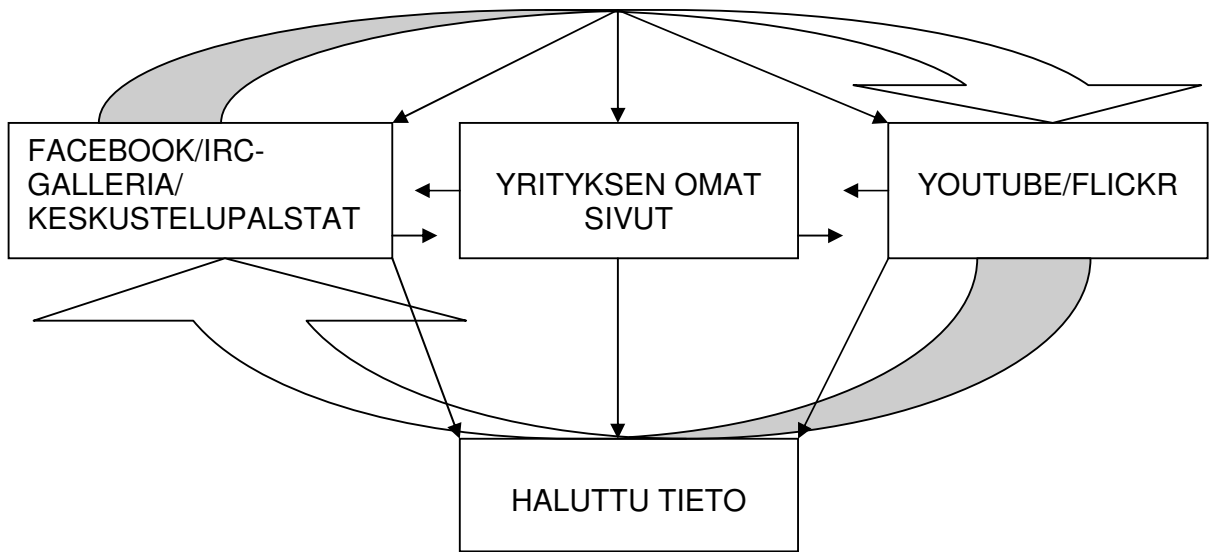 FACEBOOK/IRC-
GALLERIA/
KESKUSTELUPALSTAT
YRITYKSEN OMAT
SIVUT
YOUTUBE/FLICKR
HALUTTU TIETO